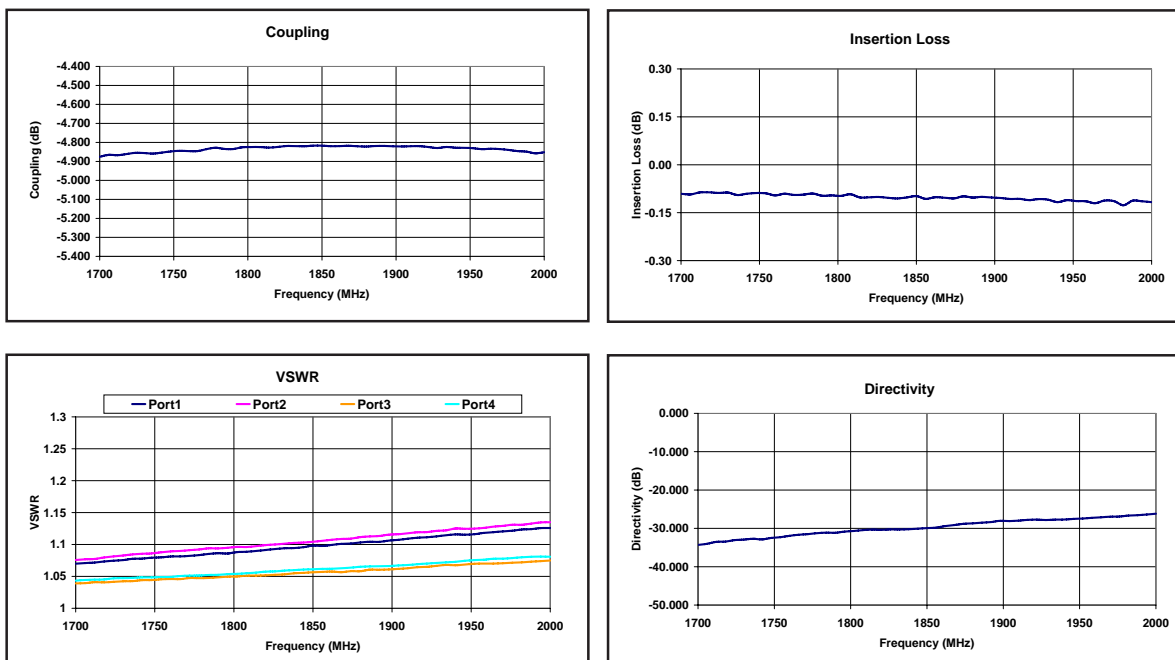 Coupling
Coupling (dB)
-4.400
-4.500
-4.600
-4.700
-4.800
-4.900
-5.000
-5.100
-5.200
-5.300
-5.400
1700 1750 1800 1850 1900 1950 2000
Frequency (MHz)
Insertion Loss
Insertion Loss (dB)
0.30
0.15
0.00
-0.15
-0.30
1700 1750 1800 1850 1900 1950 2000
Frequency (MHz)
VSWR
Port1 Port2 Port3 Port4
VSWR
1.3
1.25
1.2
1.15
1.1
1.05
1
1700 1750 1800 1850 1900 1950 2000
Frequency (MHz)
Directivity
Directivity (dB)
0.000
-10.000
-20.000
-30.000
-40.000
-50.000
1700 1750 1800 1850 1900 1950 2000
Frequency (MHz)